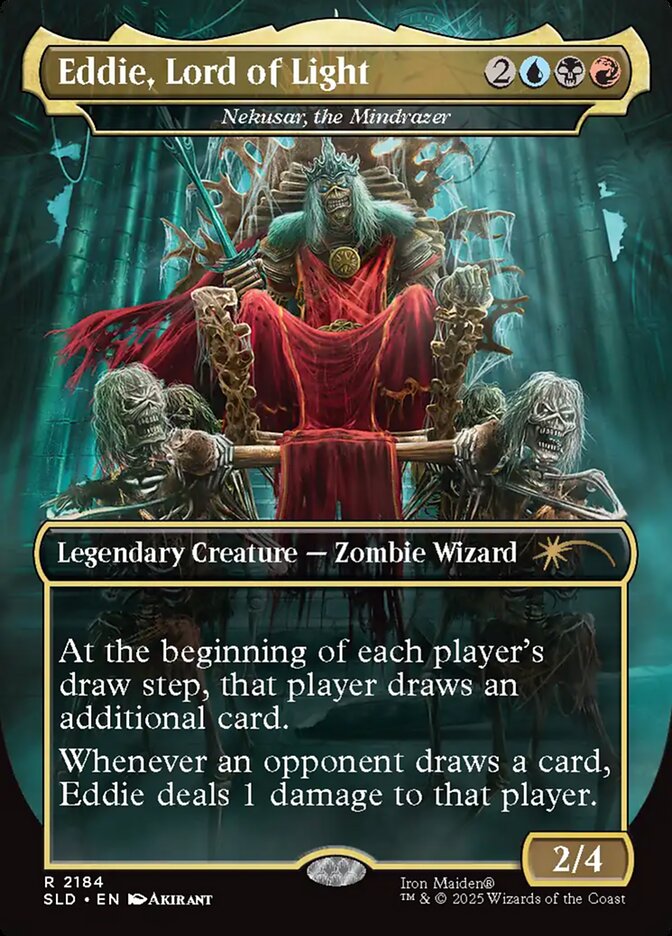 Eddie, Lord of Light 2
Nekusar, the Mindrazer
Legendary Creature — Zombie Wizard
At the beginning of each player's
draw step, that player draws an
additional card.
Whenever an opponent draws a card,
Eddie deals 1 damage to that player.
2/4
R 2184
SLD • EN AKIRANT
Iron Maiden®
™ & © 2025 Wizards of the Coast